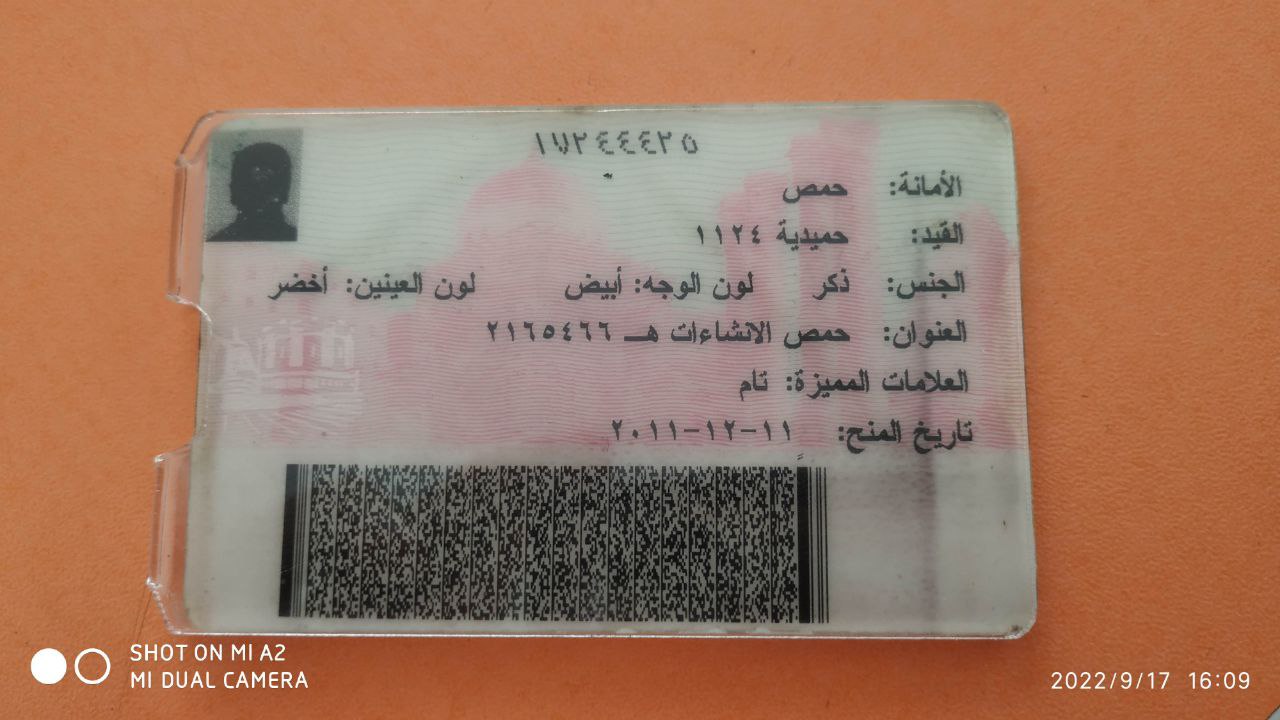 ١٧٢٤٤٤٢٥
الأمانة: حمص
القيد: حميدية ١١٢٤
الجنس: ذكر لون الوجه: أبيض لون العينين: أخضر
العنوان: حمص الانشاءات هـ ٢١٦٥٤٦٦
العلامات المميزة: تام
تاريخ المنح: ١١-١٢-٢٠١١
SHOT ON MI A2
MI DUAL CAMERA
2022/9/17 16:09